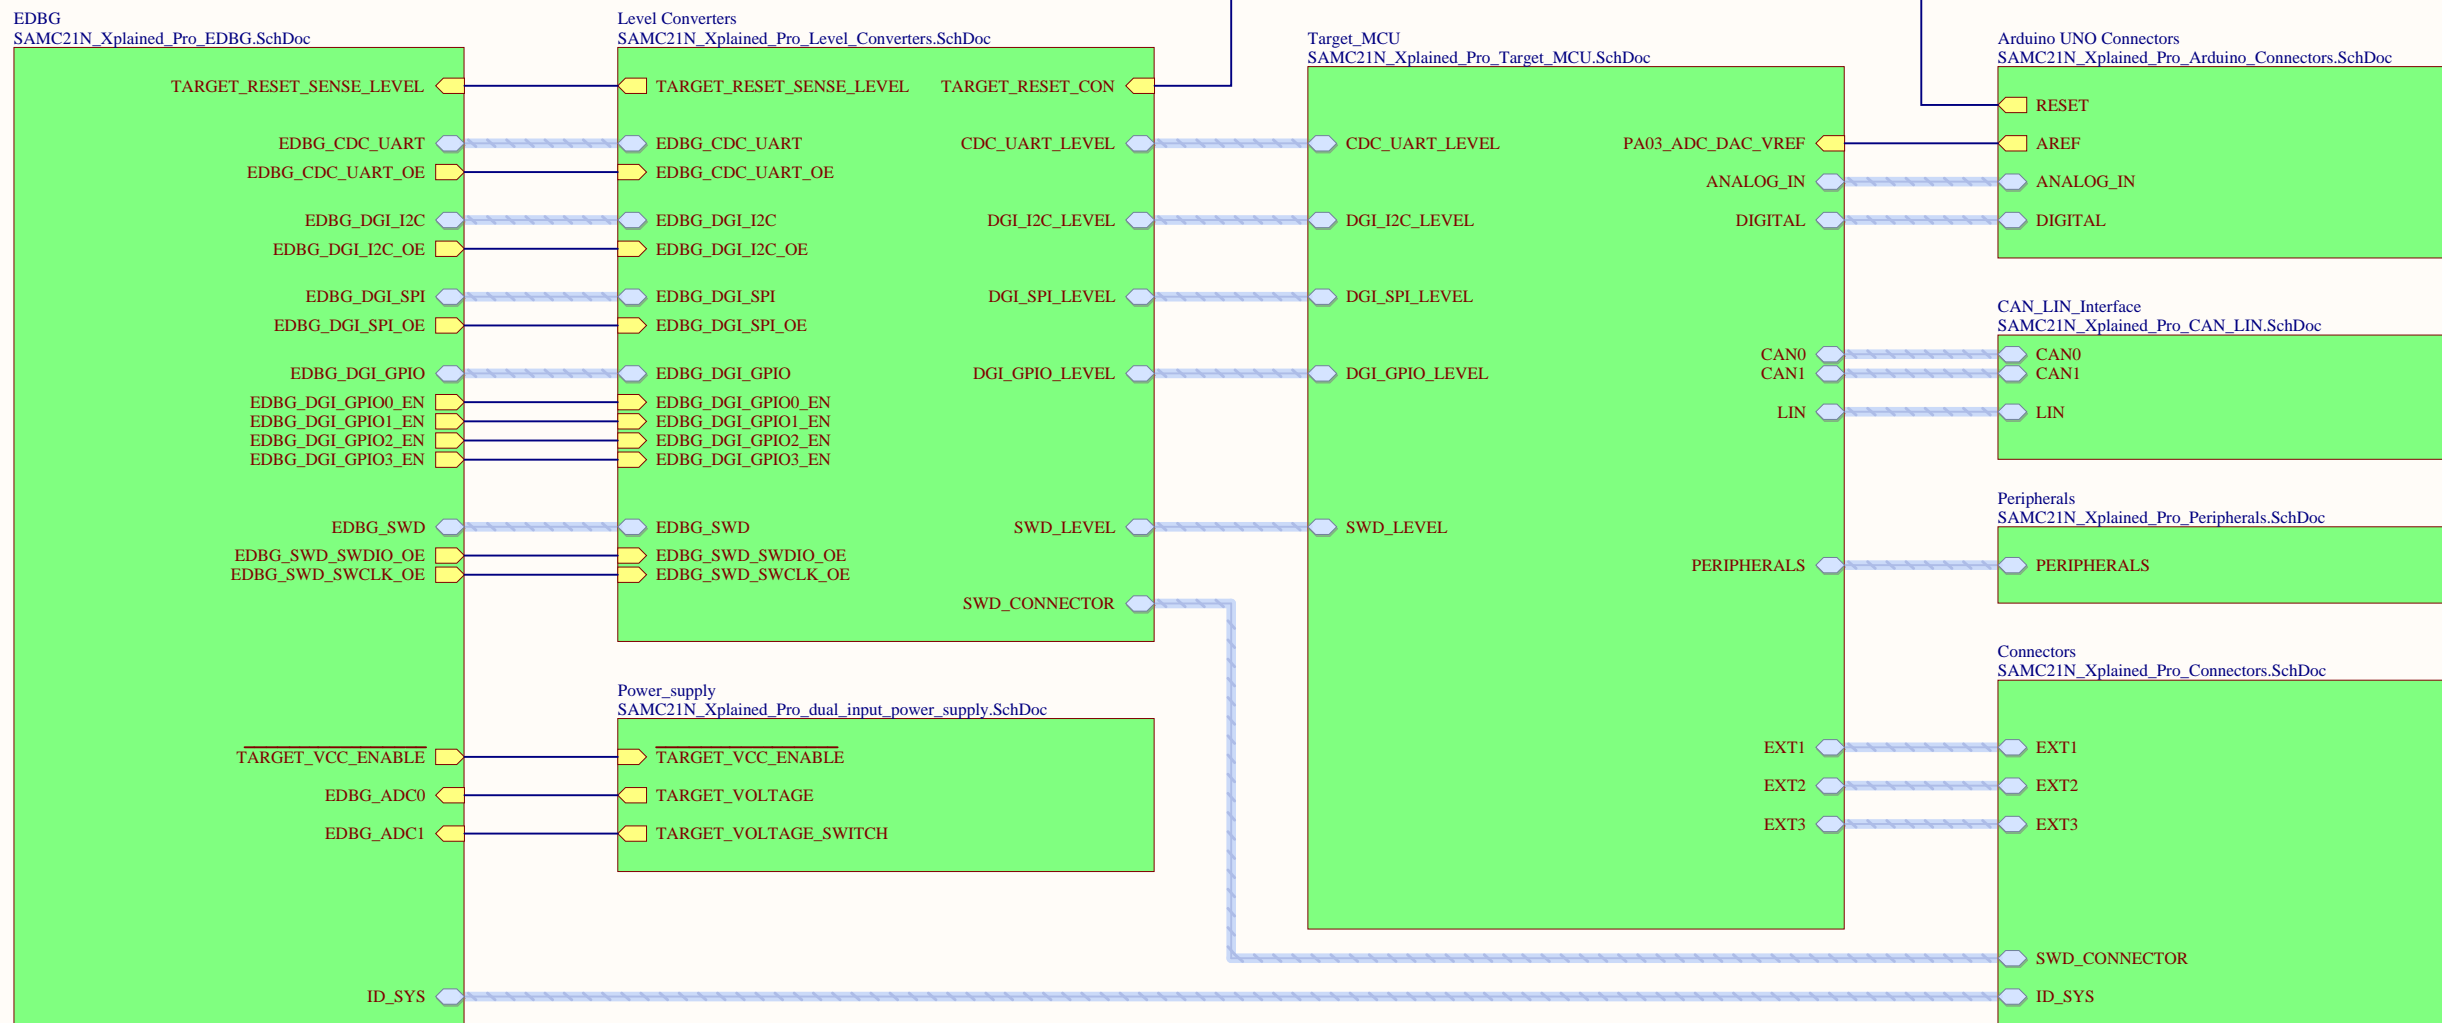 EDBG
SAMC21N_Xplained_Pro_EDBG.SchDoc
TARGET_RESET_SENSE_LEVEL
EDBG_CDC_UART
EDBG_CDC_UART_OE
EDBG_DGI_I2C
EDBG_DGI_I2C_OE
EDBG_DGI_SPI
EDBG_DGI_SPI_OE
EDBG_DGI_GPIO
EDBG_DGI_GPIO0_EN
EDBG_DGI_GPIO1_EN
EDBG_DGI_GPIO2_EN
EDBG_DGI_GPIO3_EN
EDBG_SWD
EDBG_SWD_SWDIO_OE
EDBG_SWD_SWCLK_OE
TARGET_VCC_ENABLE
EDBG_ADC0
EDBG_ADC1
ID_SYS
Level Converters
SAMC21N_Xplained_Pro_Level_Converters.SchDoc
TARGET_RESET_SENSE_LEVEL
EDBG_CDC_UART
EDBG_CDC_UART_OE
EDBG_DGI_I2C
EDBG_DGI_I2C_OE
EDBG_DGI_SPI
EDBG_DGI_SPI_OE
EDBG_DGI_GPIO
EDBG_DGI_GPIO0_EN
EDBG_DGI_GPIO1_EN
EDBG_DGI_GPIO2_EN
EDBG_DGI_GPIO3_EN
EDBG_SWD
EDBG_SWD_SWDIO_OE
EDBG_SWD_SWCLK_OE
TARGET_RESET_CON
CDC_UART_LEVEL
DGI_I2C_LEVEL
DGI_SPI_LEVEL
DGI_GPIO_LEVEL
SWD_LEVEL
SWD_CONNECTOR
Power_supply
SAMC21N_Xplained_Pro_dual_input_power_supply.SchDoc
TARGET_VCC_ENABLE
TARGET_VOLTAGE
TARGET_VOLTAGE_SWITCH
Target_MCU
SAMC21N_Xplained_Pro_Target_MCU.SchDoc
CDC_UART_LEVEL
DGI_I2C_LEVEL
DGI_SPI_LEVEL
DGI_GPIO_LEVEL
SWD_LEVEL
PA03_ADC_DAC_VREF
ANALOG_IN
DIGITAL
CAN0
CAN1
LIN
PERIPHERALS
EXT1
EXT2
EXT3
Arduino UNO Connectors
SAMC21N_Xplained_Pro_Arduino_Connectors.SchDoc
RESET
AREF
ANALOG_IN
DIGITAL
CAN_LIN_Interface
SAMC21N_Xplained_Pro_CAN_LIN.SchDoc
CAN0
CAN1
LIN
Peripherals
SAMC21N_Xplained_Pro_Peripherals.SchDoc
PERIPHERALS
Connectors
SAMC21N_Xplained_Pro_Connectors.SchDoc
EXT1
EXT2
EXT3
SWD_CONNECTOR
ID_SYS